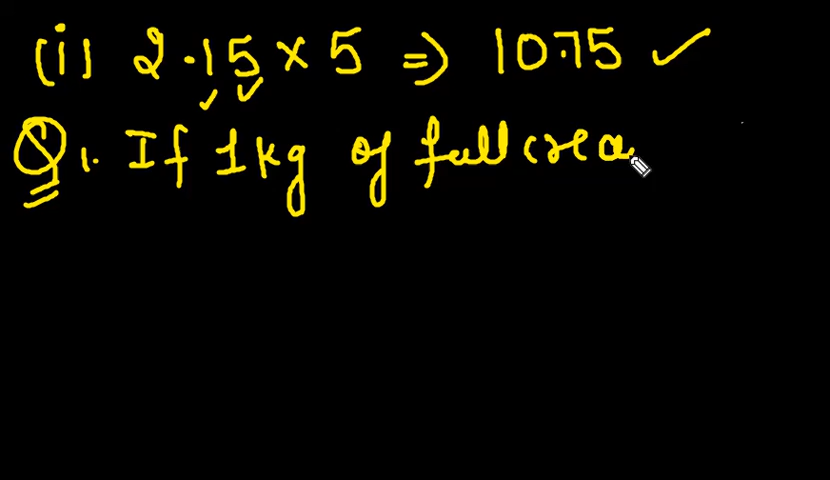 (i) 2.15 × 5 ⇒ 10.75 ✓
Q1. If 1kg of full crea